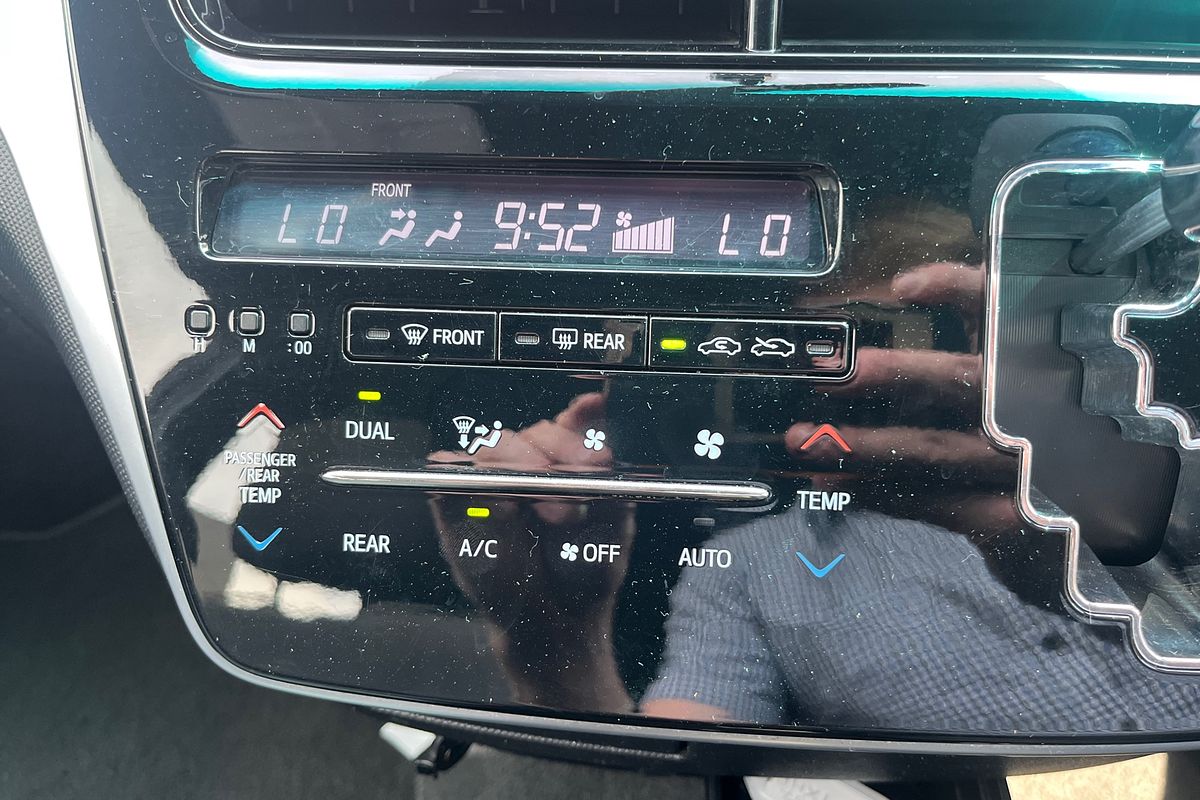 FRONT
LO 9:52 LO
H M :00
FRONT REAR
DUAL
PASSENGER
/REAR
TEMP
TEMP
REAR A/C OFF AUTO